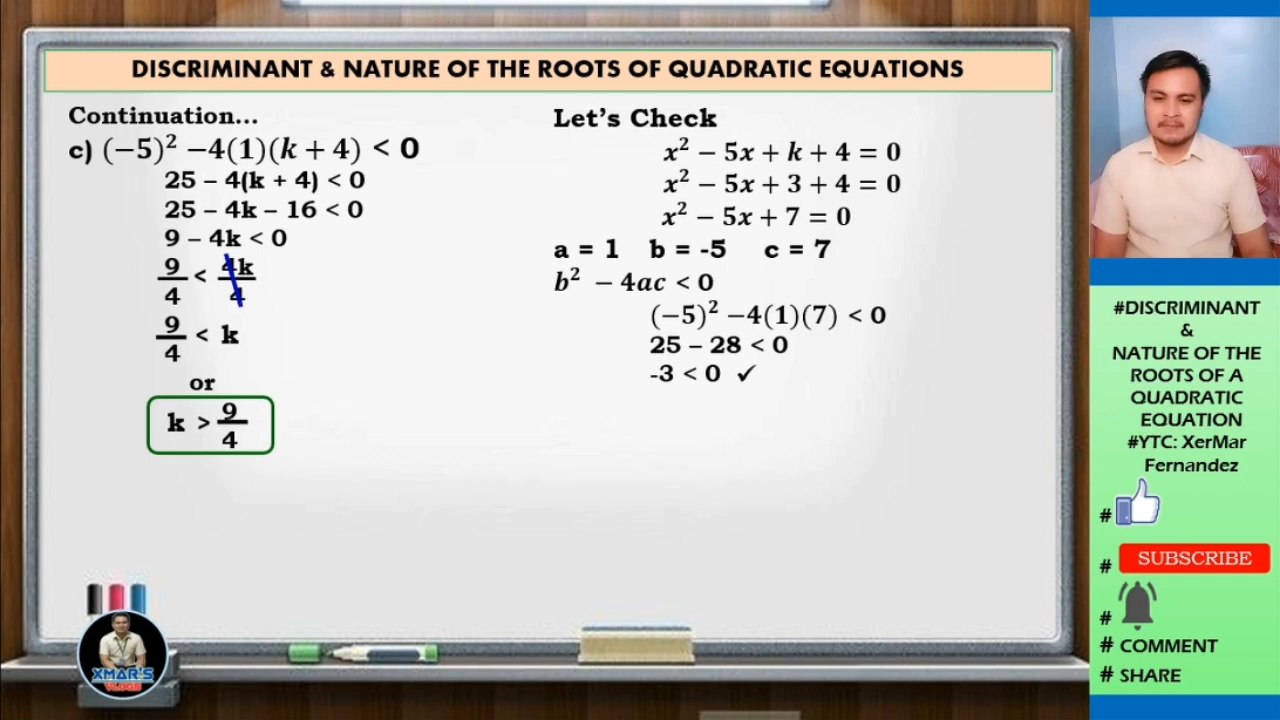 DISCRIMINANT & NATURE OF THE ROOTS OF QUADRATIC EQUATIONS
Continuation...
c) (−5)² −4(1)(k + 4) < 0
25 – 4(k + 4) < 0
25 – 4k – 16 < 0
9 – 4k < 0
9/4 < 4k/4
9/4 < k
or
k > 9/4
Let's Check
x² − 5x + k + 4 = 0
x² − 5x + 3 + 4 = 0
x² − 5x + 7 = 0
a = 1 b = -5 c = 7
b² − 4ac < 0
(−5)² −4(1)(7) < 0
25 – 28 < 0
-3 < 0 ✓
#DISCRIMINANT
&
NATURE OF THE
ROOTS OF A
QUADRATIC
EQUATION
#YTC: XerMar
Fernandez
#
# SUBSCRIBE
#
# COMMENT
# SHARE
XMAR'S
VLOGS